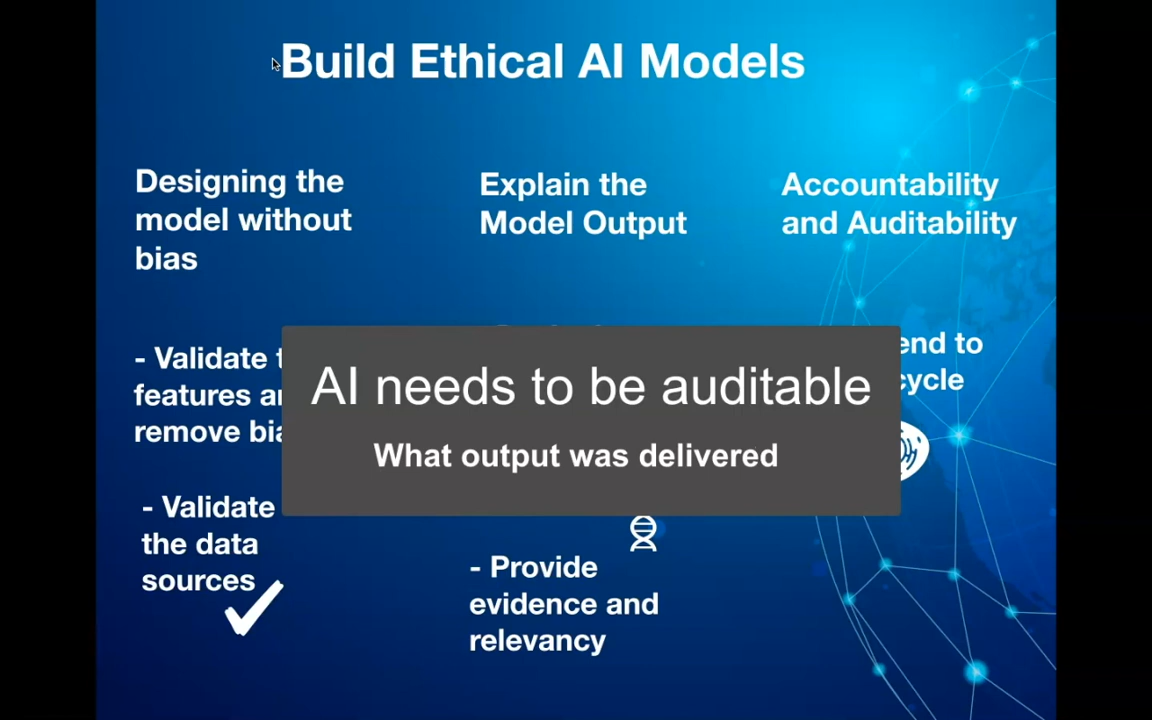 Build Ethical AI Models
Designing the
model without
bias
Explain the
Model Output
Accountability
and Auditability
- Validate
features
remove
- Validate
the data
sources
AI needs to be auditable
What output was delivered
- Provide
evidence and
relevancy
end to
cycle